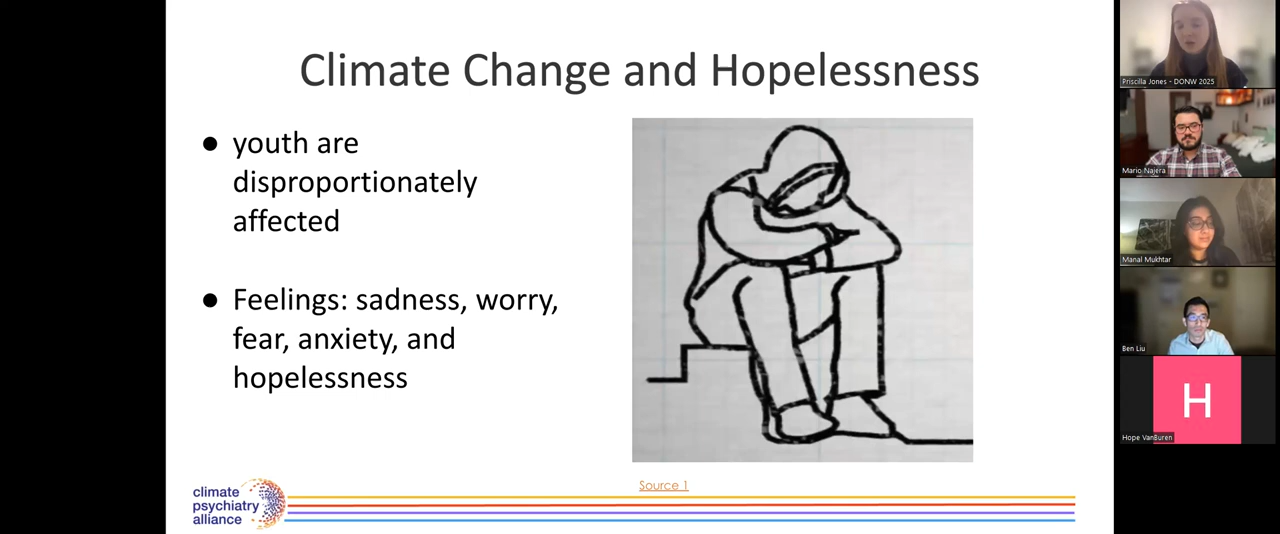 Climate Change and Hopelessness
● youth are
disproportionately
affected
● Feelings: sadness, worry,
fear, anxiety, and
hopelessness
Source 1
climate
psychiatry
alliance
Priscilla Jones - DONW 2025
Mario Najera
Manal Mukhtar
Ben Liu
H
Hope VanBuren